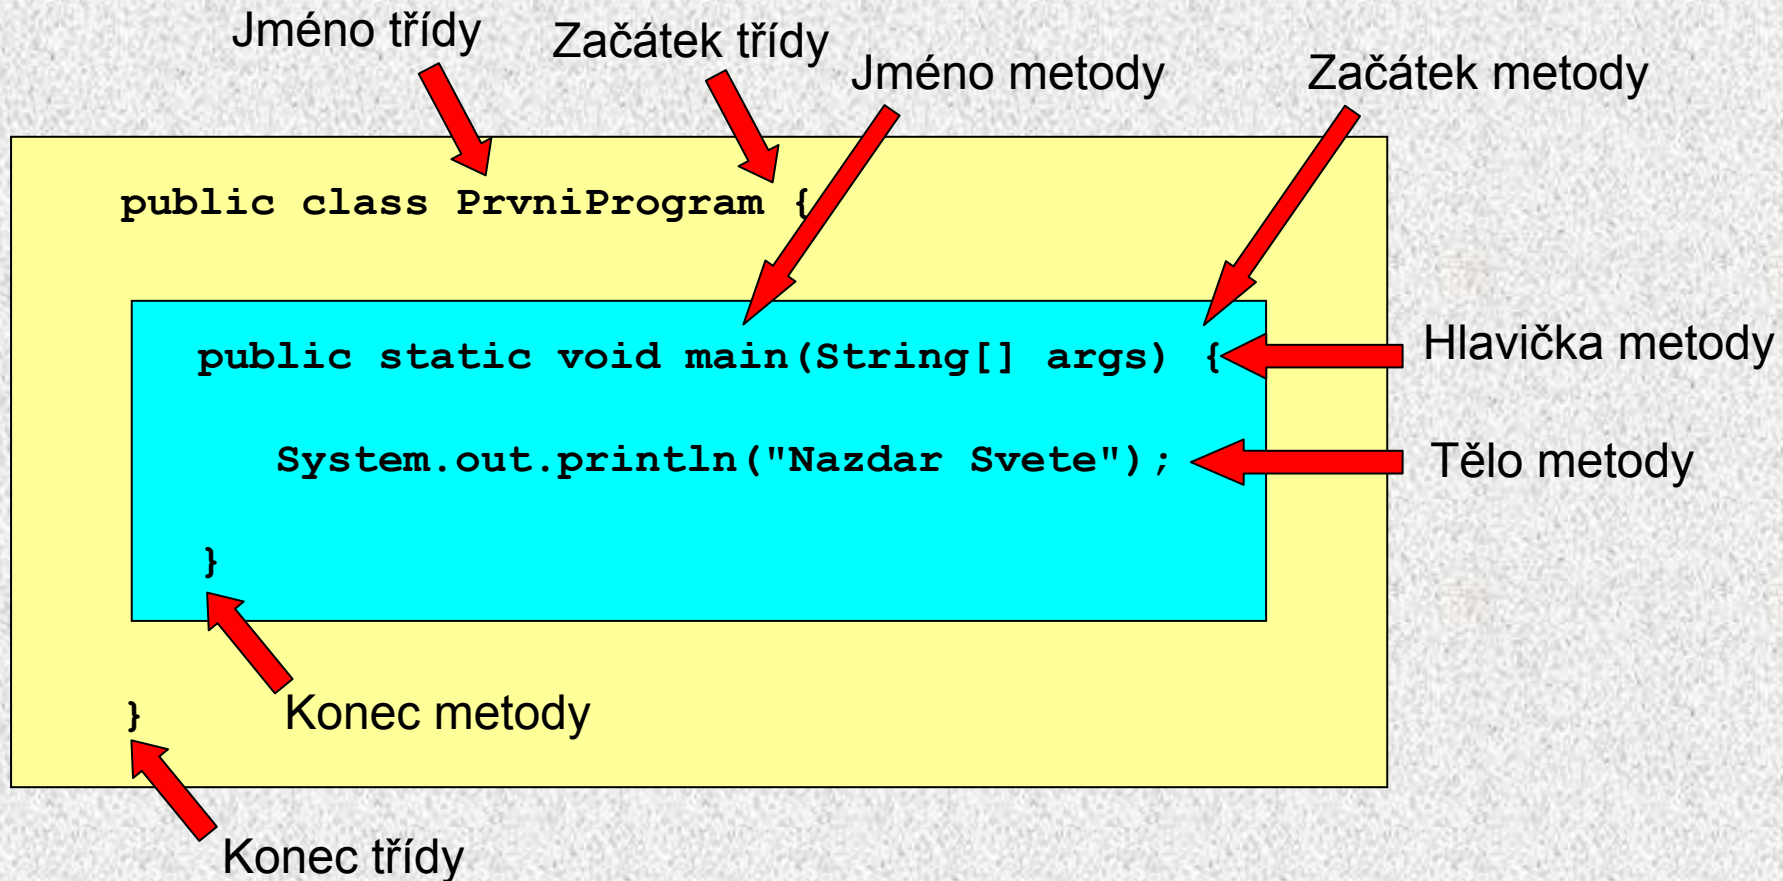 Jméno třídy
Začátek třídy
Jméno metody
Začátek metody
public class PrvniProgram {
public static void main(String[] args) {
Hlavička metody
System.out.println("Nazdar Svete");
Tělo metody
}
Konec metody
}
Konec třídy